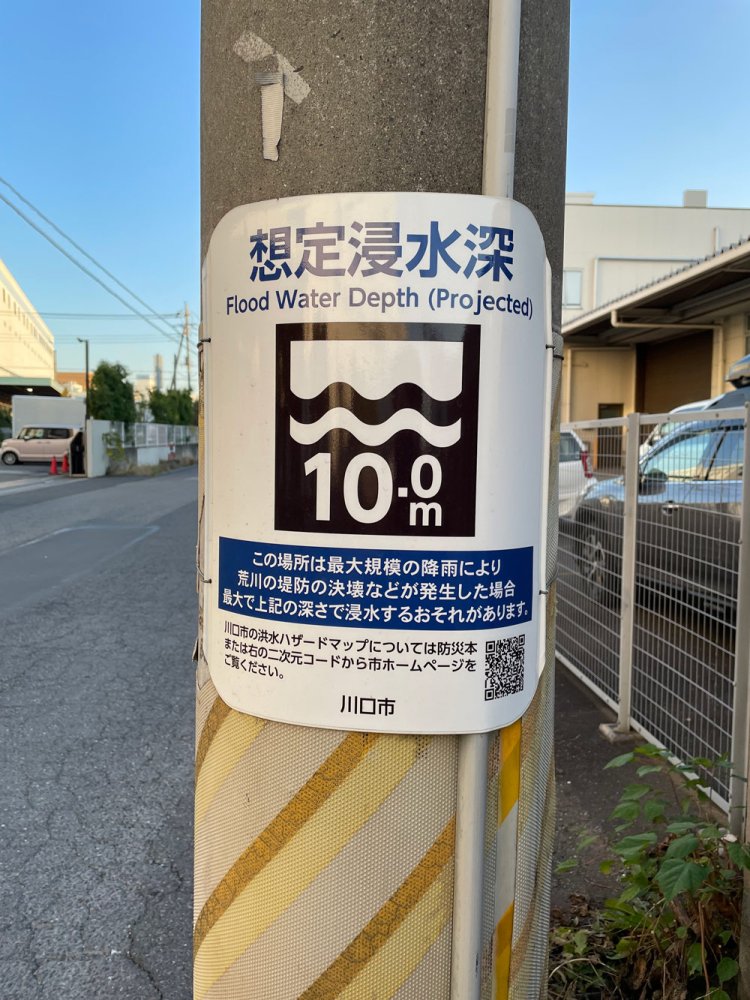 想定浸水深
Flood Water Depth (Projected)
10.0m
この場所は最大規模の降雨により
荒川の堤防の決壊などが発生した場合
最大で上記の深さで浸水するおそれがあります。
川口市の洪水ハザードマップについては防災本
または右の二次元コードから市ホームページを
ご覧ください。
川口市